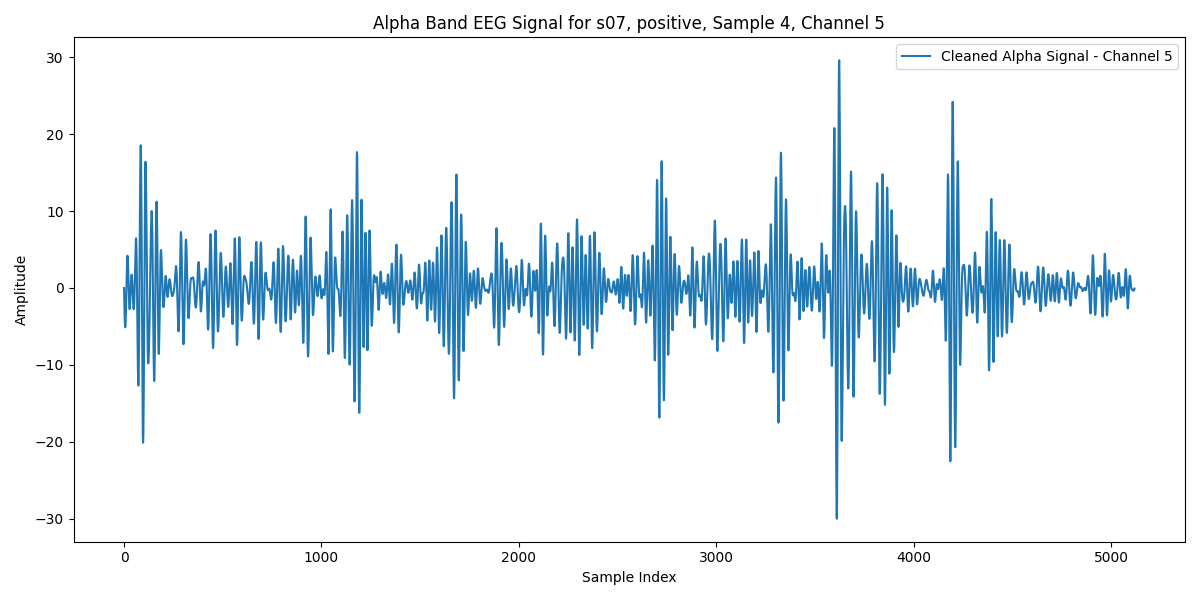 Alpha Band EEG Signal for s07, positive, Sample 4, Channel 5
Cleaned Alpha Signal - Channel 5
Amplitude
30
20
10
0
−10
−20
−30
0 1000 2000 3000 4000 5000
Sample Index